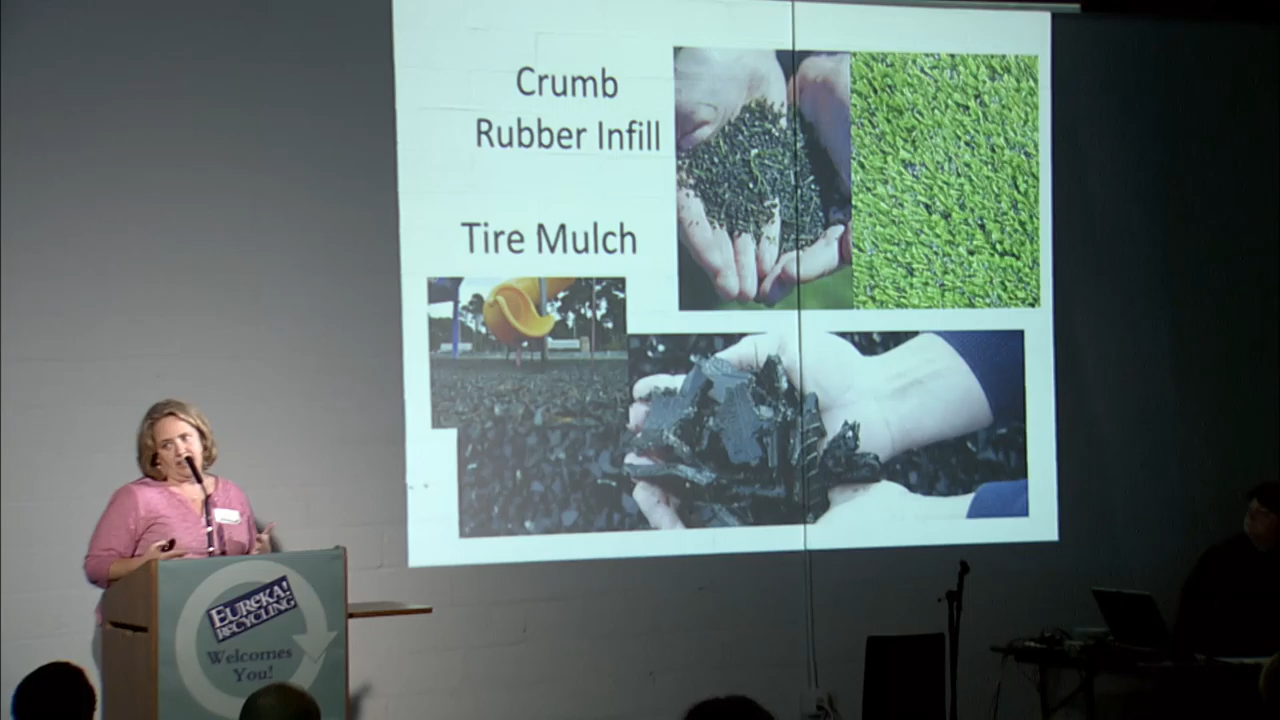 Crumb
Rubber Infill
Tire Mulch
EUREKA!
RECYCLING
Welcomes
You!